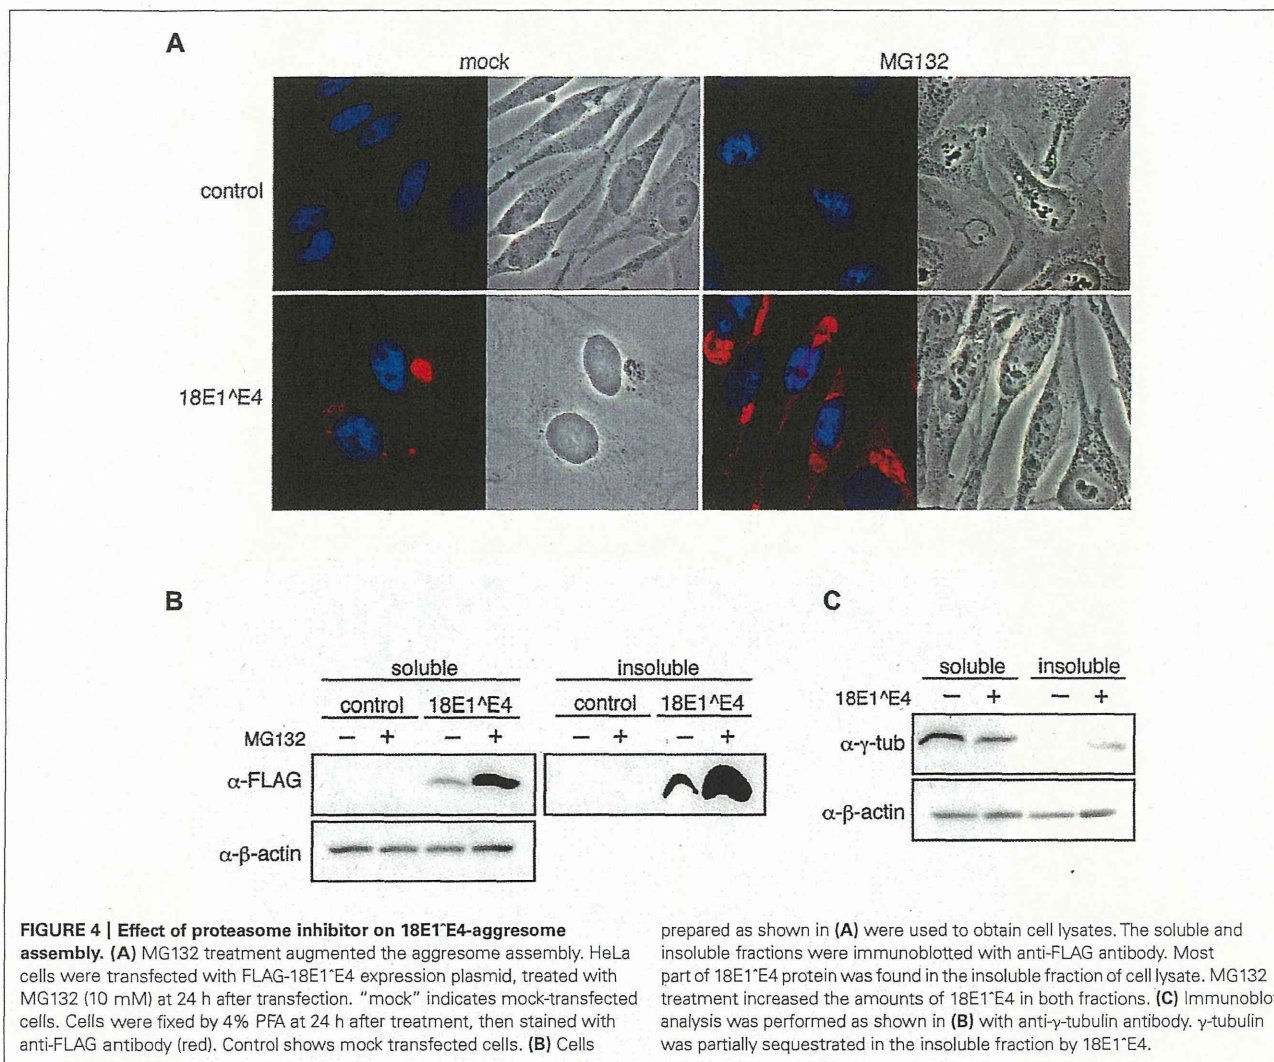 A
mock MG132
control
18E1^E4
B
soluble insoluble
control 18E1^E4 control 18E1^E4
MG132 − + − + − + − +
α-FLAG
α-β-actin
C
soluble insoluble
18E1^E4 − + − +
α-γ-tub
α-β-actin
FIGURE 4 | Effect of proteasome inhibitor on 18E1^E4-aggresome
assembly. (A) MG132 treatment augmented the aggresome assembly. HeLa
cells were transfected with FLAG-18E1^E4 expression plasmid, treated with
MG132 (10 mM) at 24 h after transfection. “mock” indicates mock-transfected
cells. Cells were fixed by 4% PFA at 24 h after treatment, then stained with
anti-FLAG antibody (red). Control shows mock transfected cells. (B) Cells
prepared as shown in (A) were used to obtain cell lysates. The soluble and
insoluble fractions were immunoblotted with anti-FLAG antibody. Most
part of 18E1^E4 protein was found in the insoluble fraction of cell lysate. MG132
treatment increased the amounts of 18E1^E4 in both fractions. (C) Immunoblo
analysis was performed as shown in (B) with anti-γ-tubulin antibody. γ-tubulin
was partially sequestrated in the insoluble fraction by 18E1^E4.